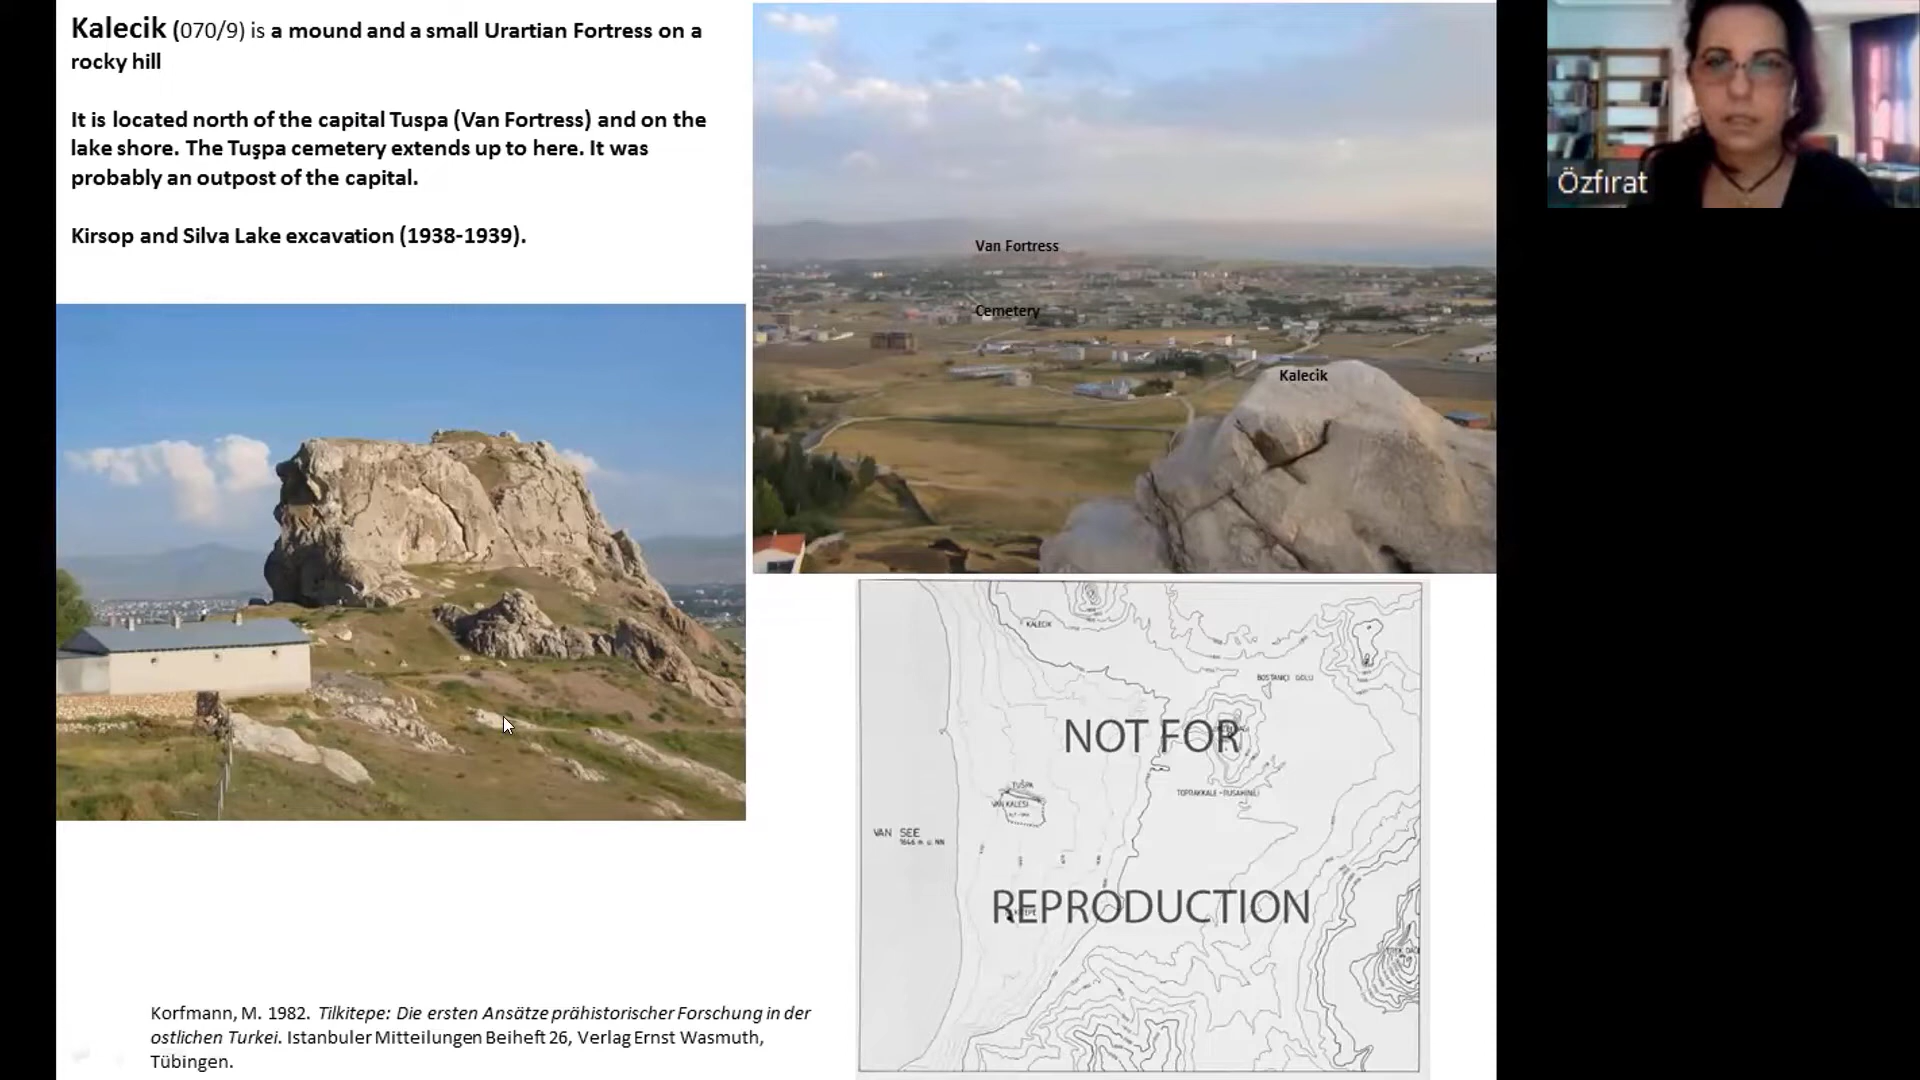 Kalecik (070/9) is a mound and a small Urartian Fortress on a
rocky hill
It is located north of the capital Tuspa (Van Fortress) and on the
lake shore. The Tuşpa cemetery extends up to here. It was
probably an outpost of the capital.
Kirsop and Silva Lake excavation (1938-1939).
Van Fortress
Cemetery
Kalecik
Özfırat
KALECIK
BOSTANIÇI GÖLÜ
NOT FOR
TOPRAKKALE-RUSAHINILI
TUŠPA
VAN KALESI
VAN SEE
1646 m ü. NN
REPRODUCTION
Korfmann, M. 1982. Tilkitepe: Die ersten Ansätze prähistorischer Forschung in der
ostlichen Turkei. Istanbuler Mitteilungen Beiheft 26, Verlag Ernst Wasmuth,
Tübingen.